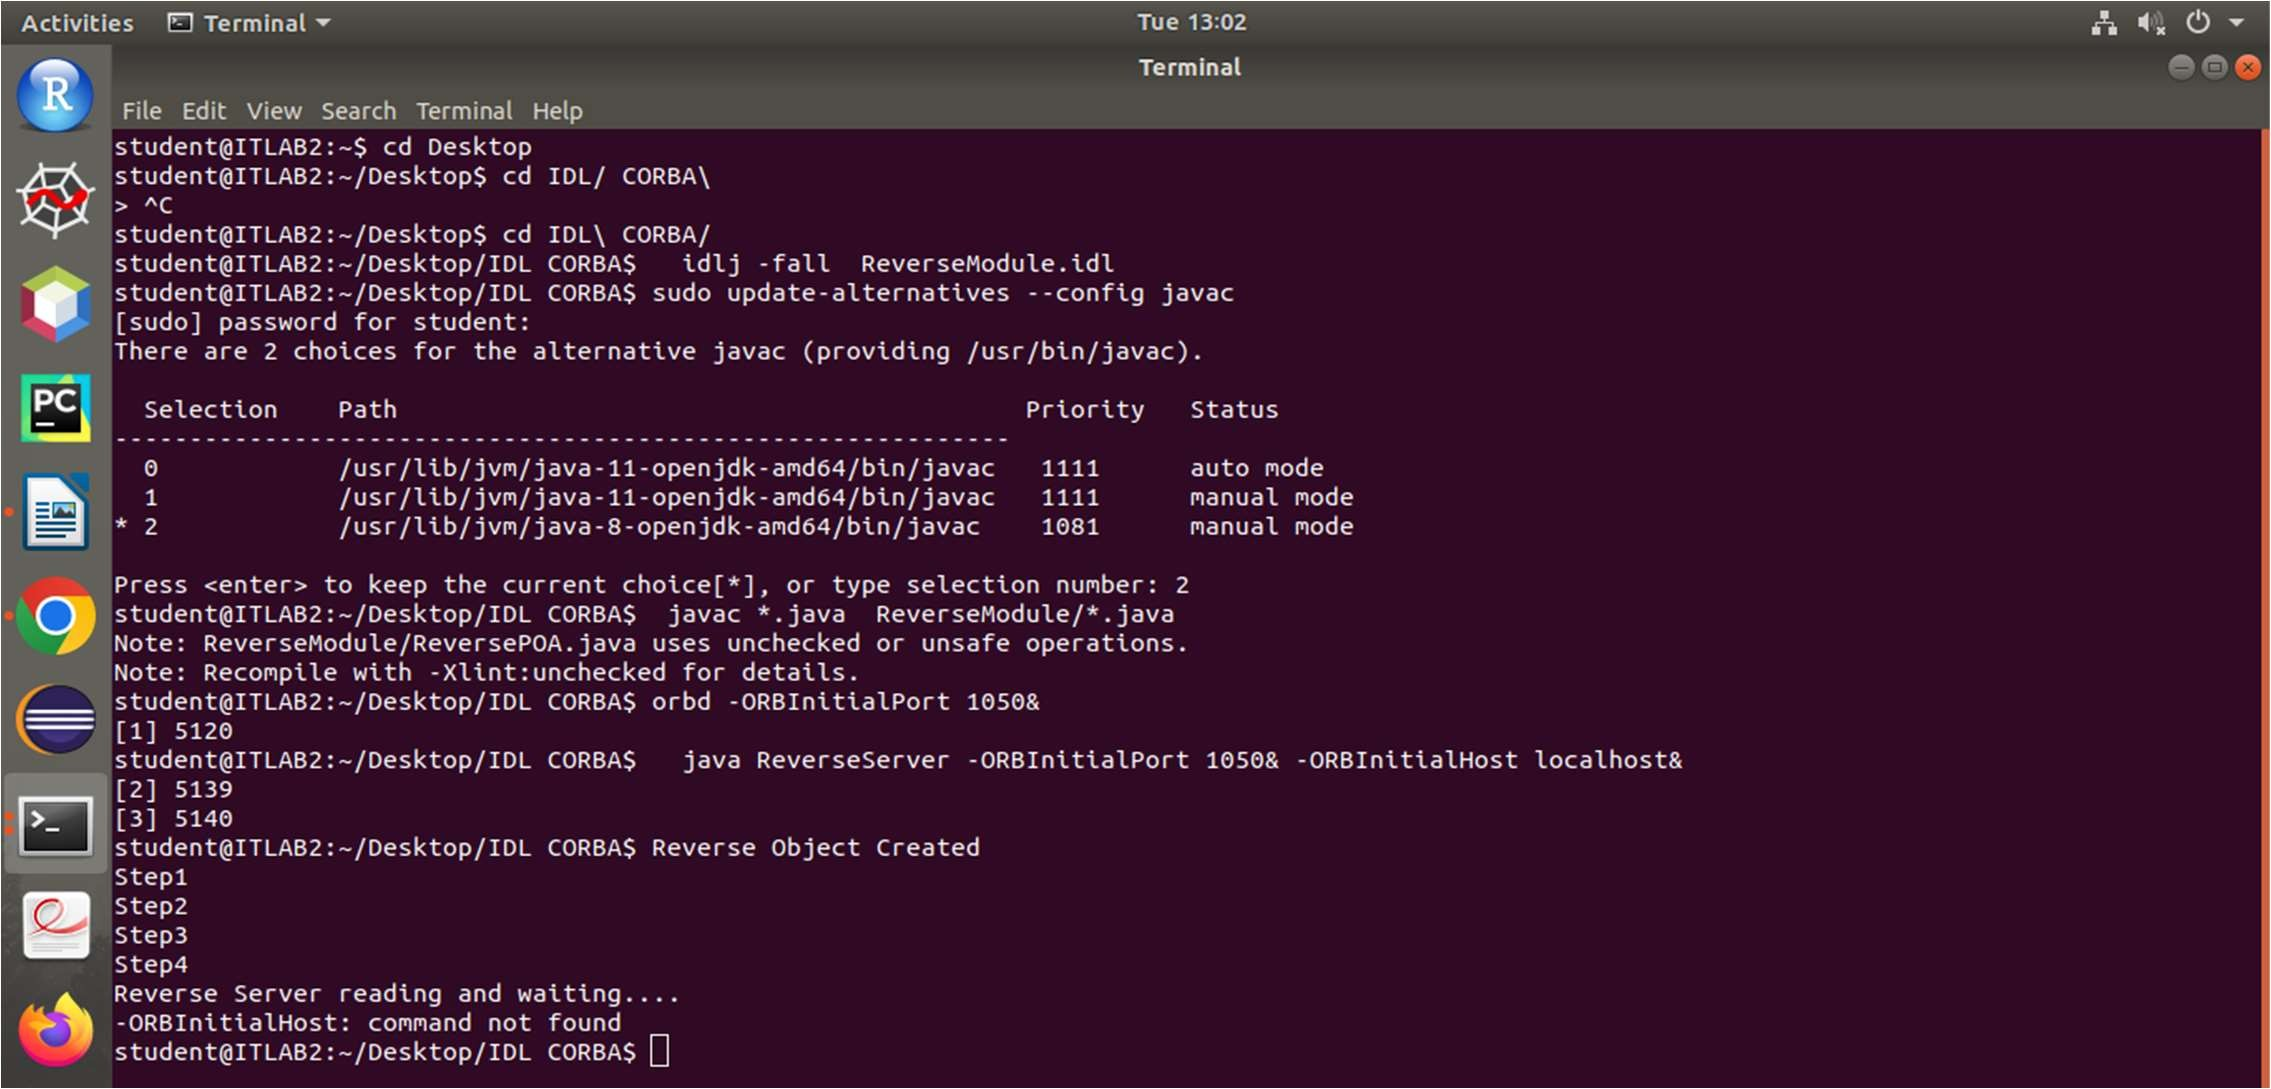 Activities Terminal Tue 13:02
Terminal
R
File Edit View Search Terminal Help
PC
student@ITLAB2:~$ cd Desktop
student@ITLAB2:~/Desktop$ cd IDL/ CORBA\
> ^C
student@ITLAB2:~/Desktop$ cd IDL\ CORBA/
student@ITLAB2:~/Desktop/IDL CORBA$   idlj -fall  ReverseModule.idl
student@ITLAB2:~/Desktop/IDL CORBA$ sudo update-alternatives --config javac
[sudo] password for student:
There are 2 choices for the alternative javac (providing /usr/bin/javac).
  Selection    Path                                          Priority   Status
------------------------------------------------------------
  0            /usr/lib/jvm/java-11-openjdk-amd64/bin/javac   1111      auto mode
  1            /usr/lib/jvm/java-11-openjdk-amd64/bin/javac   1111      manual mode
* 2            /usr/lib/jvm/java-8-openjdk-amd64/bin/javac    1081      manual mode
Press <enter> to keep the current choice[*], or type selection number: 2
student@ITLAB2:~/Desktop/IDL CORBA$  javac *.java  ReverseModule/*.java
Note: ReverseModule/ReversePOA.java uses unchecked or unsafe operations.
Note: Recompile with -Xlint:unchecked for details.
student@ITLAB2:~/Desktop/IDL CORBA$ orbd -ORBInitialPort 1050&
[1] 5120
student@ITLAB2:~/Desktop/IDL CORBA$   java ReverseServer -ORBInitialPort 1050& -ORBInitialHost localhost&
[2] 5139
[3] 5140
student@ITLAB2:~/Desktop/IDL CORBA$ Reverse Object Created
Step1
Step2
Step3
Step4
Reverse Server reading and waiting....
-ORBInitialHost: command not found
student@ITLAB2:~/Desktop/IDL CORBA$